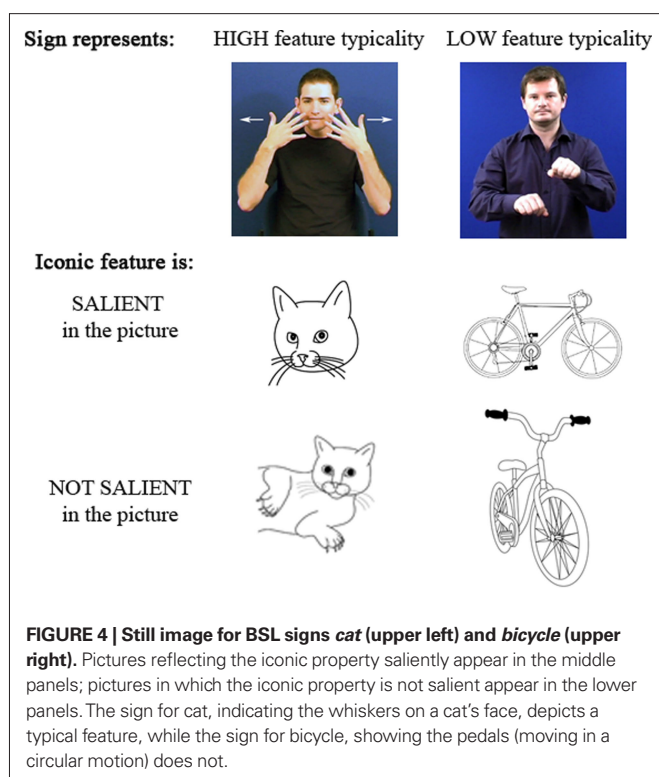 Sign represents: HIGH feature typicality LOW feature typicality
Iconic feature is:
SALIENT
in the picture
NOT SALIENT
in the picture
FIGURE 4 | Still image for BSL signs cat (upper left) and bicycle (upper
right). Pictures reflecting the iconic property saliently appear in the middle
panels; pictures in which the iconic property is not salient appear in the lower
panels. The sign for cat, indicating the whiskers on a cat's face, depicts a
typical feature, while the sign for bicycle, showing the pedals (moving in a
circular motion) does not.